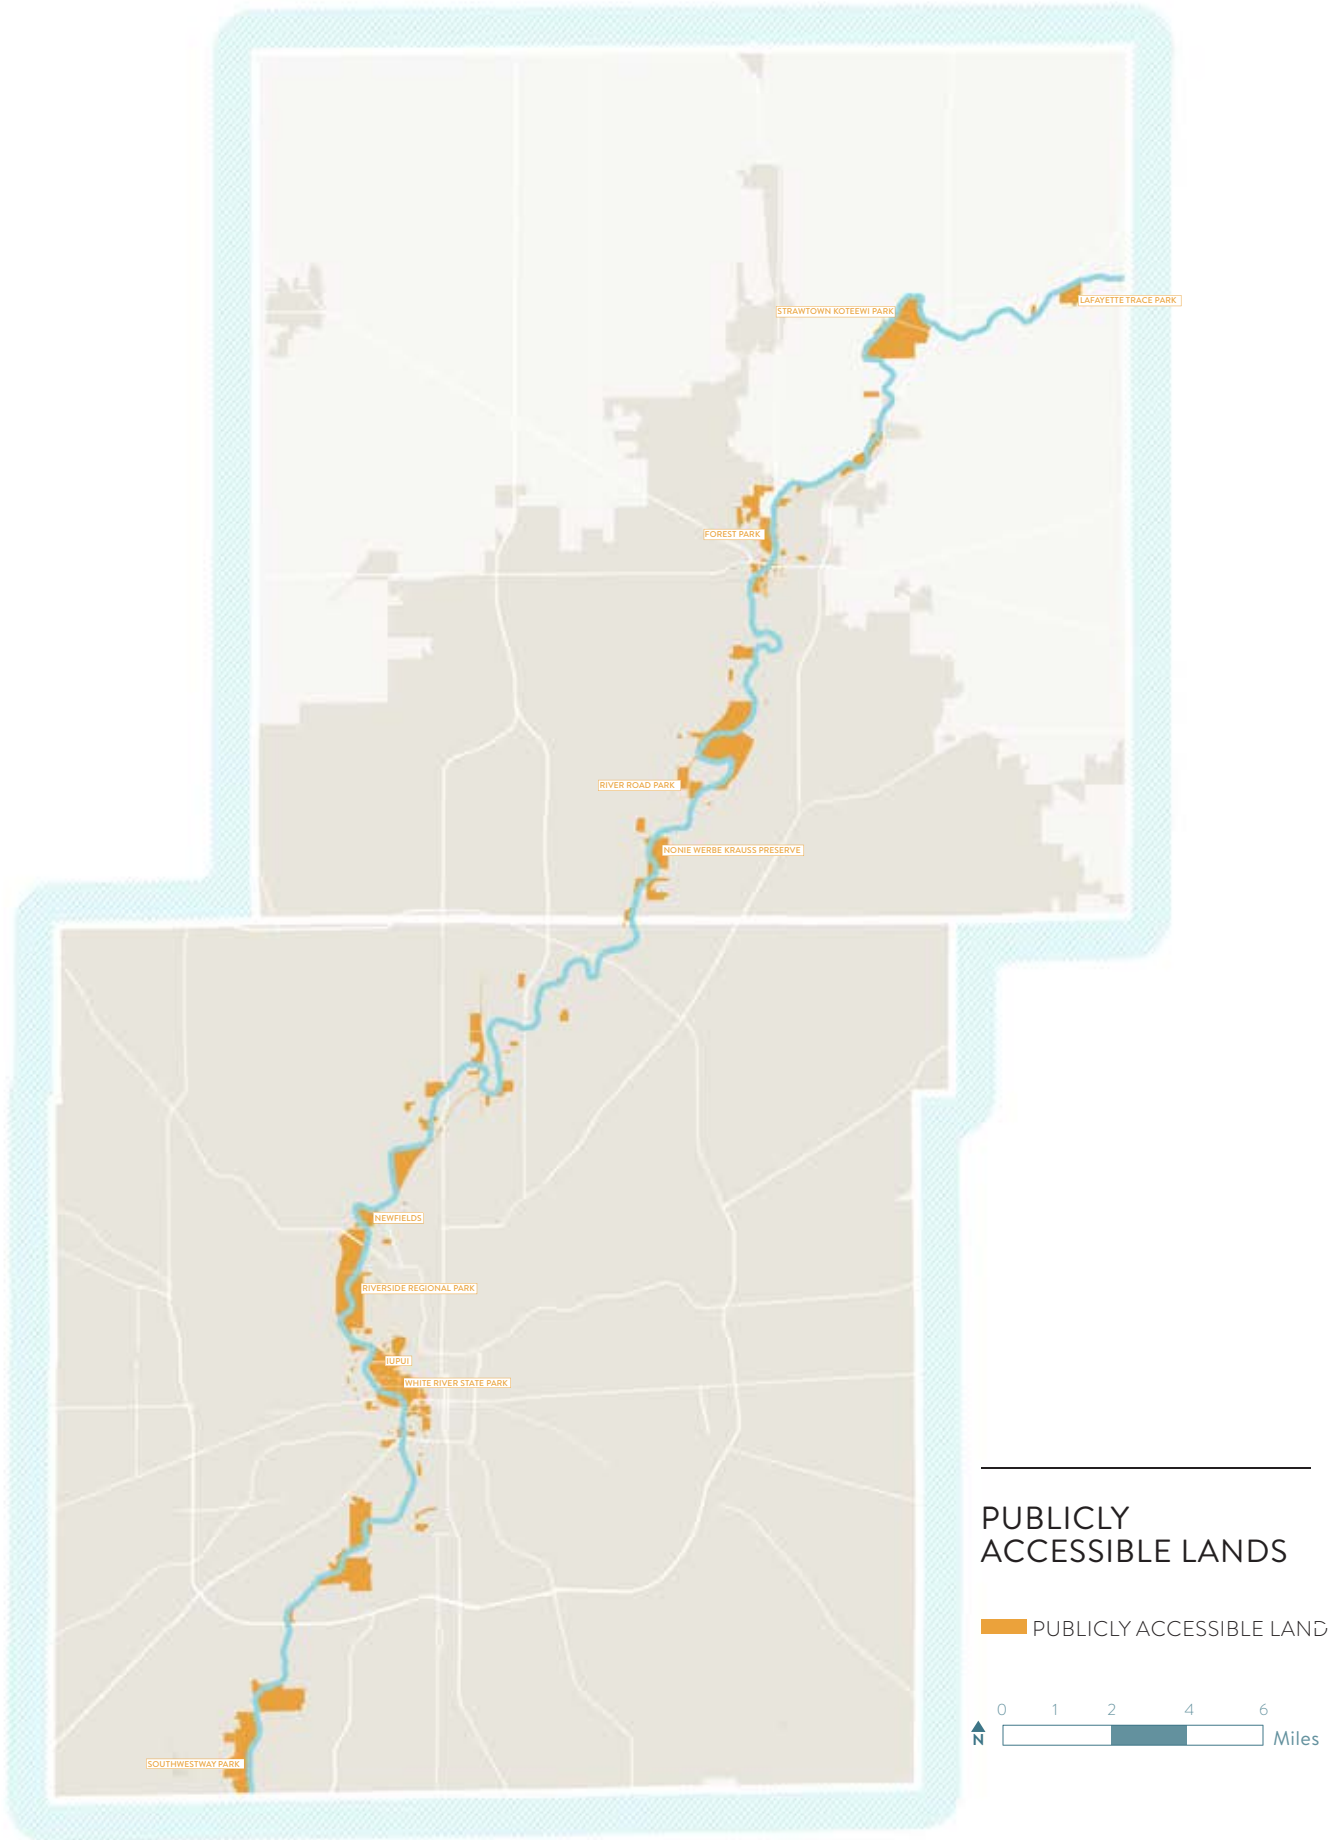 LAFAYETTE TRACE PARK
STRAWTOWN KOTEEWI PARK
FOREST PARK
RIVER ROAD PARK
NONIE WERBE KRAUSS PRESERVE
NEWFIELDS
RIVERSIDE REGIONAL PARK
IUPUI
WHITE RIVER STATE PARK
SOUTHWESTWAY PARK
PUBLICLY
ACCESSIBLE LANDS
PUBLICLY ACCESSIBLE LAND
0 1 2 4 6
N Miles